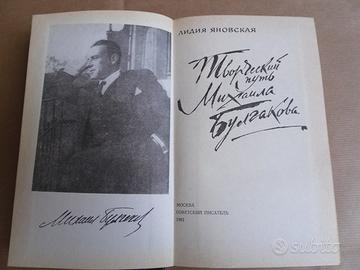 ЛИДИЯ ЯНОВСКАЯ
Творческий
путь
Михаила
Булгакова
МОСКВА
СОВЕТСКИЙ ПИСАТЕЛЬ
1983
Михаил Булгаков
subito